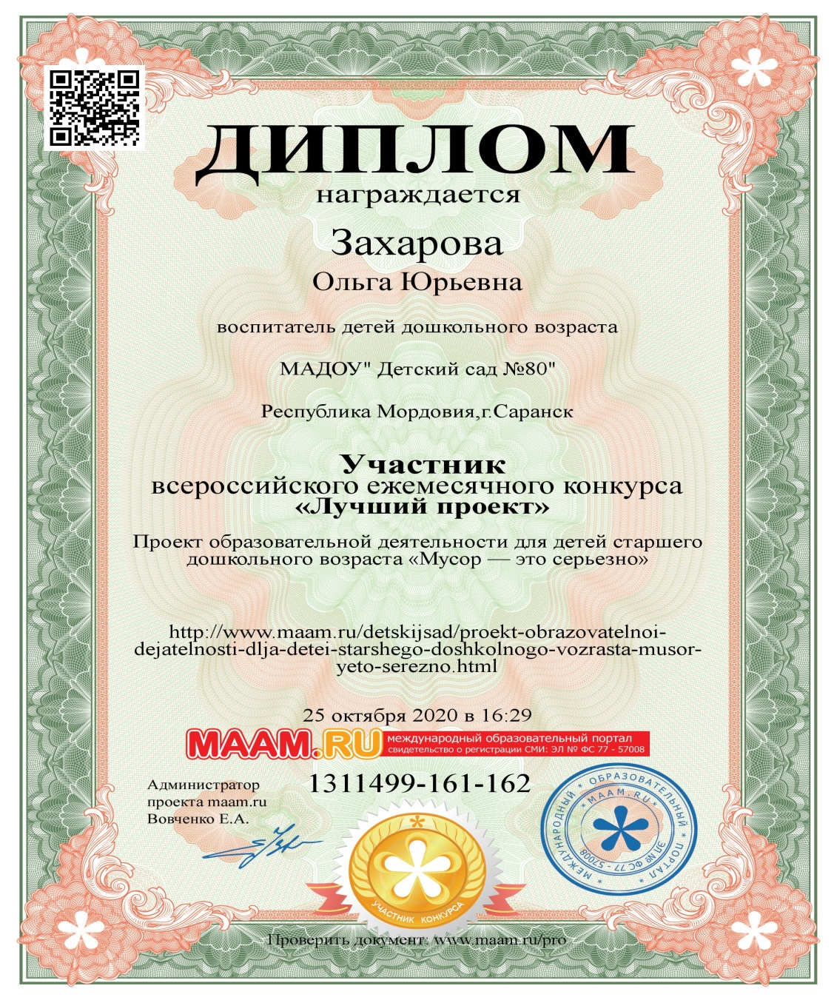 ДИПЛОМ
награждается
Захарова
Ольга Юрьевна
воспитатель детей дошкольного возраста
МАДОУ" Детский сад №80"
Республика Мордовия,г.Саранск
Участник
всероссийского ежемесячного конкурса
«Лучший проект»
Проект образовательной деятельности для детей старшего
дошкольного возраста «Мусор — это серьезно»
http://www.maam.ru/detskijsad/proekt-obrazovatelnoi-
dejatelnosti-dlja-detei-starshego-doshkolnogo-vozrasta-musor-
yeto-serezno.html
25 октября 2020 в 16:29
MAAM.RU
международный образовательный портал
свидетельство о регистрации СМИ: ЭЛ № ФС 77 - 57008
Администратор
проекта maam.ru
Вовченко Е.А.
1311499-161-162
* МЕЖДУНАРОДНЫЙ * ОБРАЗОВАТЕЛЬНЫЙ * ПОРТАЛ *
* MAAM.RU *
ЭЛ № ФС 77 - 57008
УЧАСТНИК КОНКУРСА
Проверить документ: www.maam.ru/pro